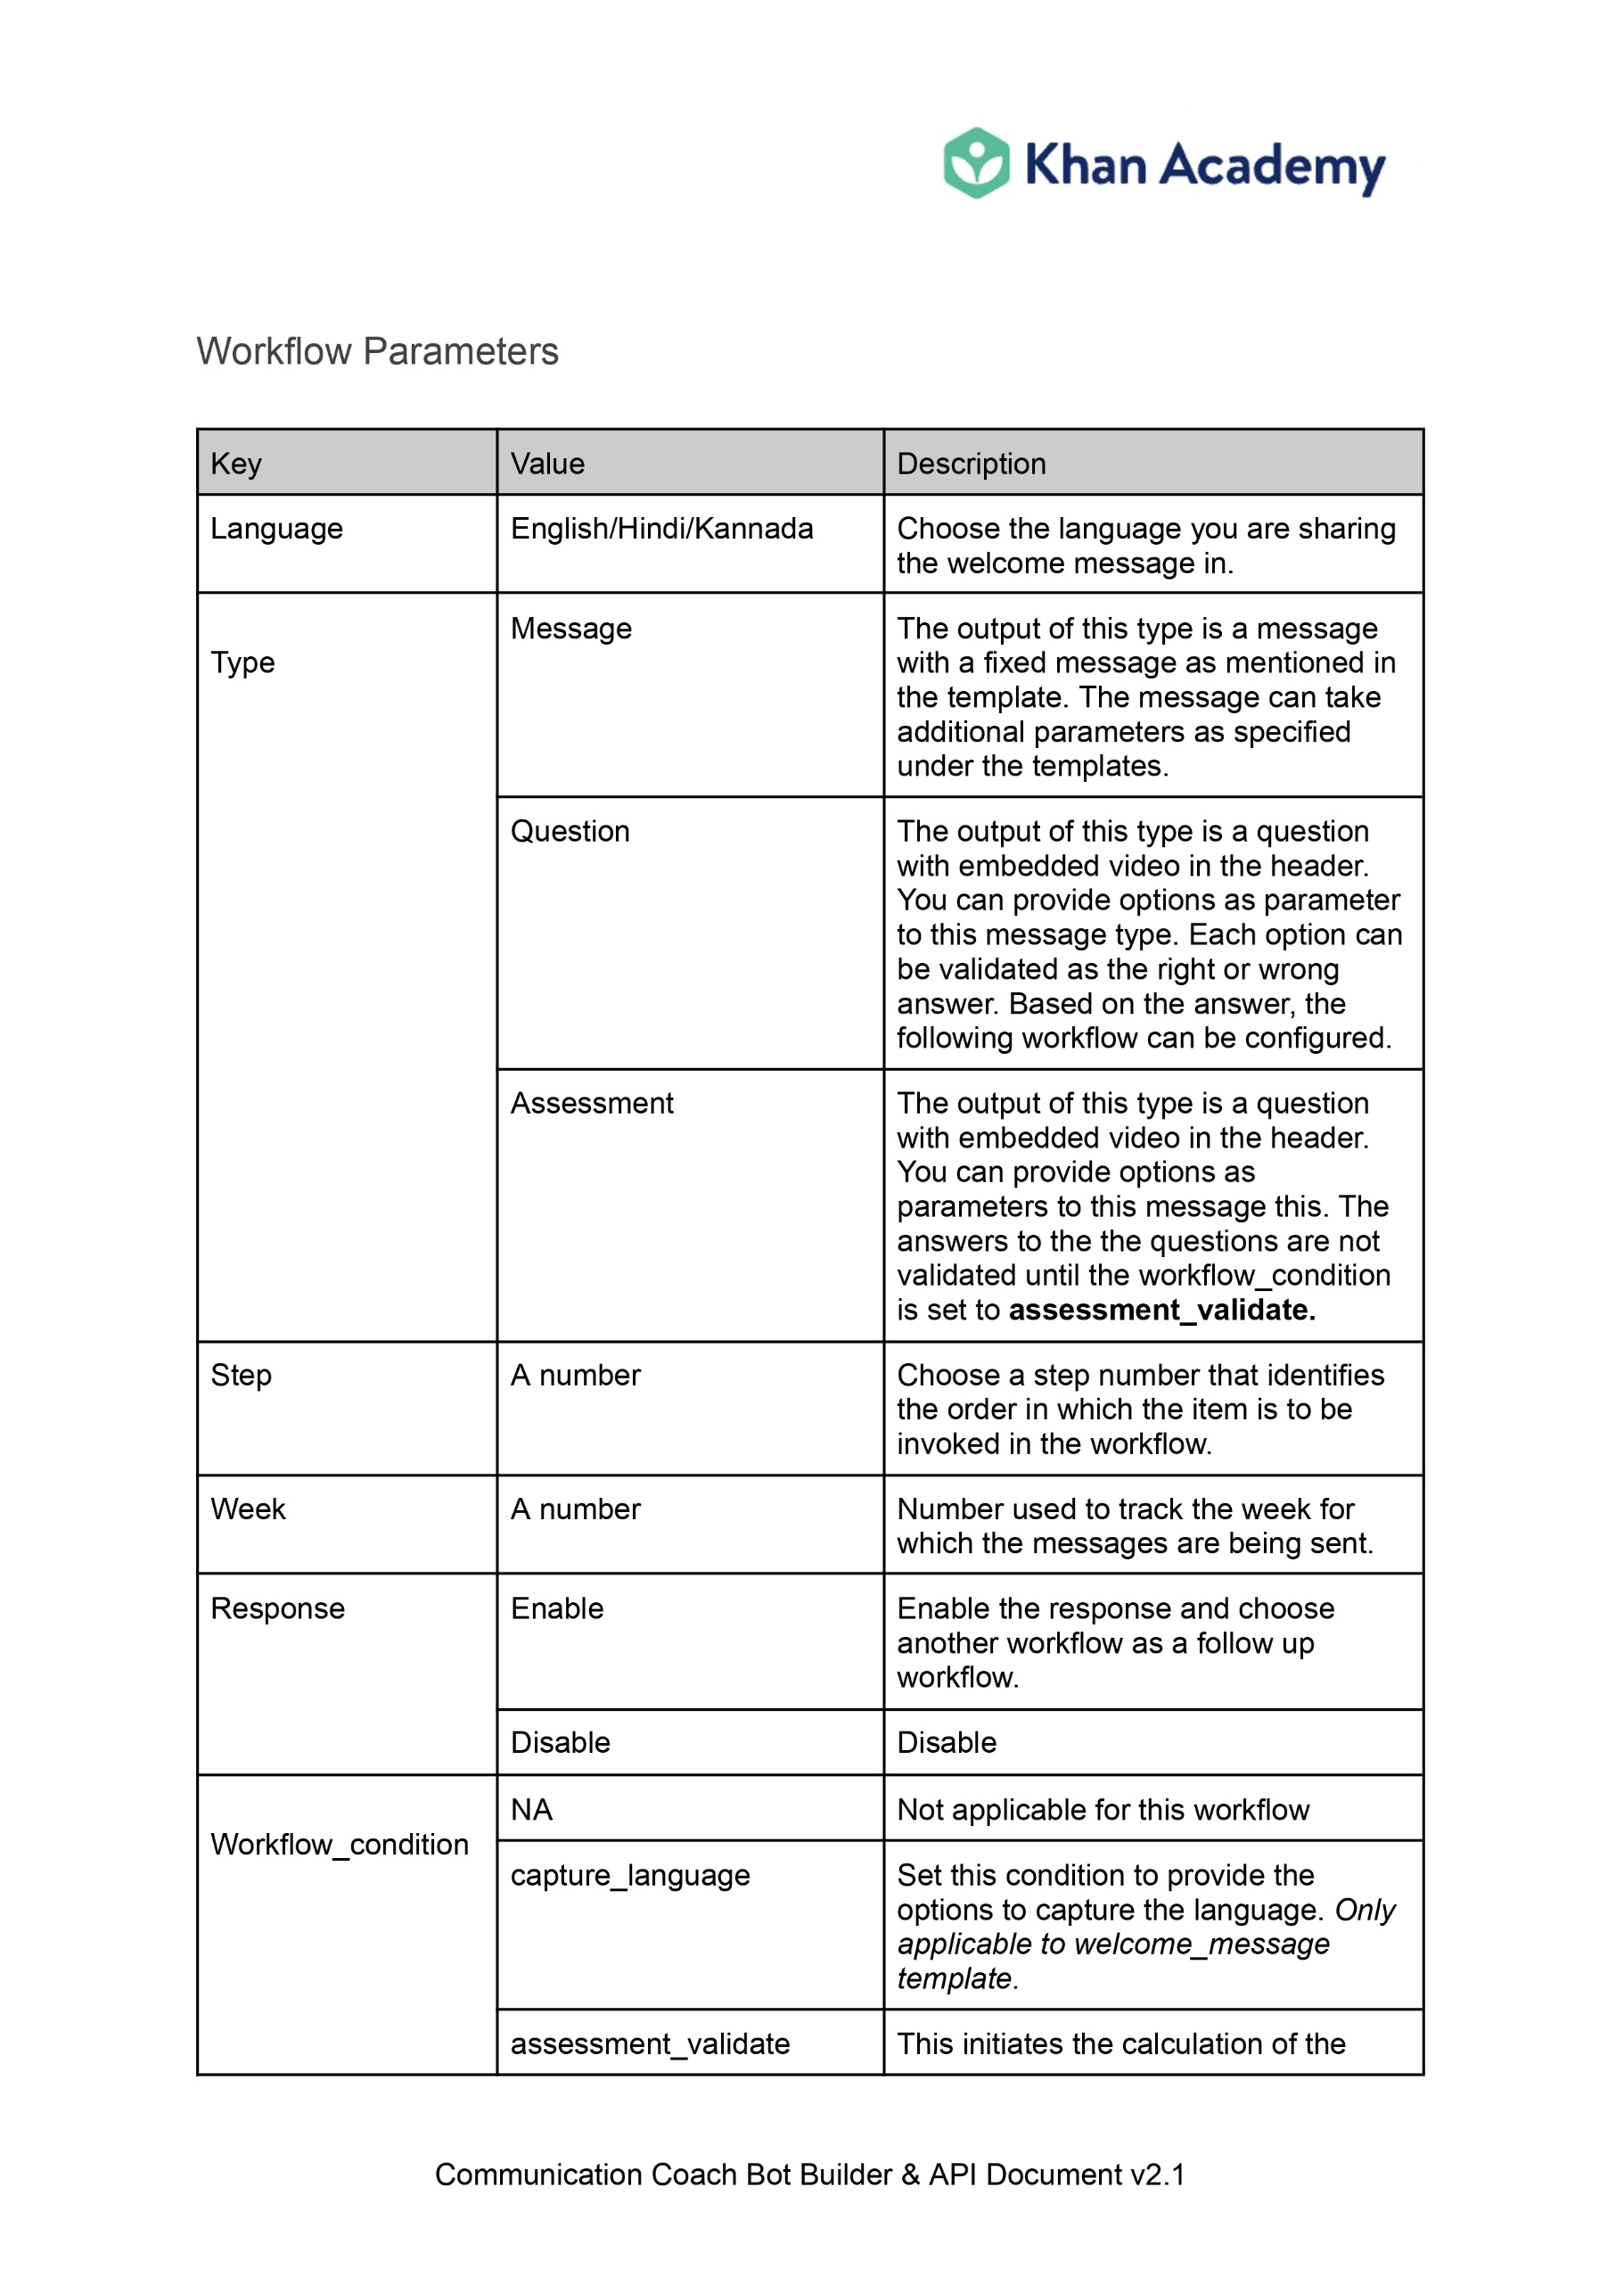 Khan Academy
Workflow Parameters
Key Value Description
Language English/Hindi/Kannada Choose the language you are sharing
the welcome message in.
Type
Message The output of this type is a message
with a fixed message as mentioned in
the template. The message can take
additional parameters as specified
under the templates.
Question The output of this type is a question
with embedded video in the header.
You can provide options as parameter
to this message type. Each option can
be validated as the right or wrong
answer. Based on the answer, the
following workflow can be configured.
Assessment The output of this type is a question
with embedded video in the header.
You can provide options as
parameters to this message this. The
answers to the the questions are not
validated until the workflow_condition
is set to assessment_validate.
Step A number Choose a step number that identifies
the order in which the item is to be
invoked in the workflow.
Week A number Number used to track the week for
which the messages are being sent.
Response Enable Enable the response and choose
another workflow as a follow up
workflow.
Disable Disable
Workflow_condition
NA Not applicable for this workflow
capture_language Set this condition to provide the
options to capture the language. Only
applicable to welcome_message
template.
assessment_validate This initiates the calculation of the
Communication Coach Bot Builder & API Document v2.1